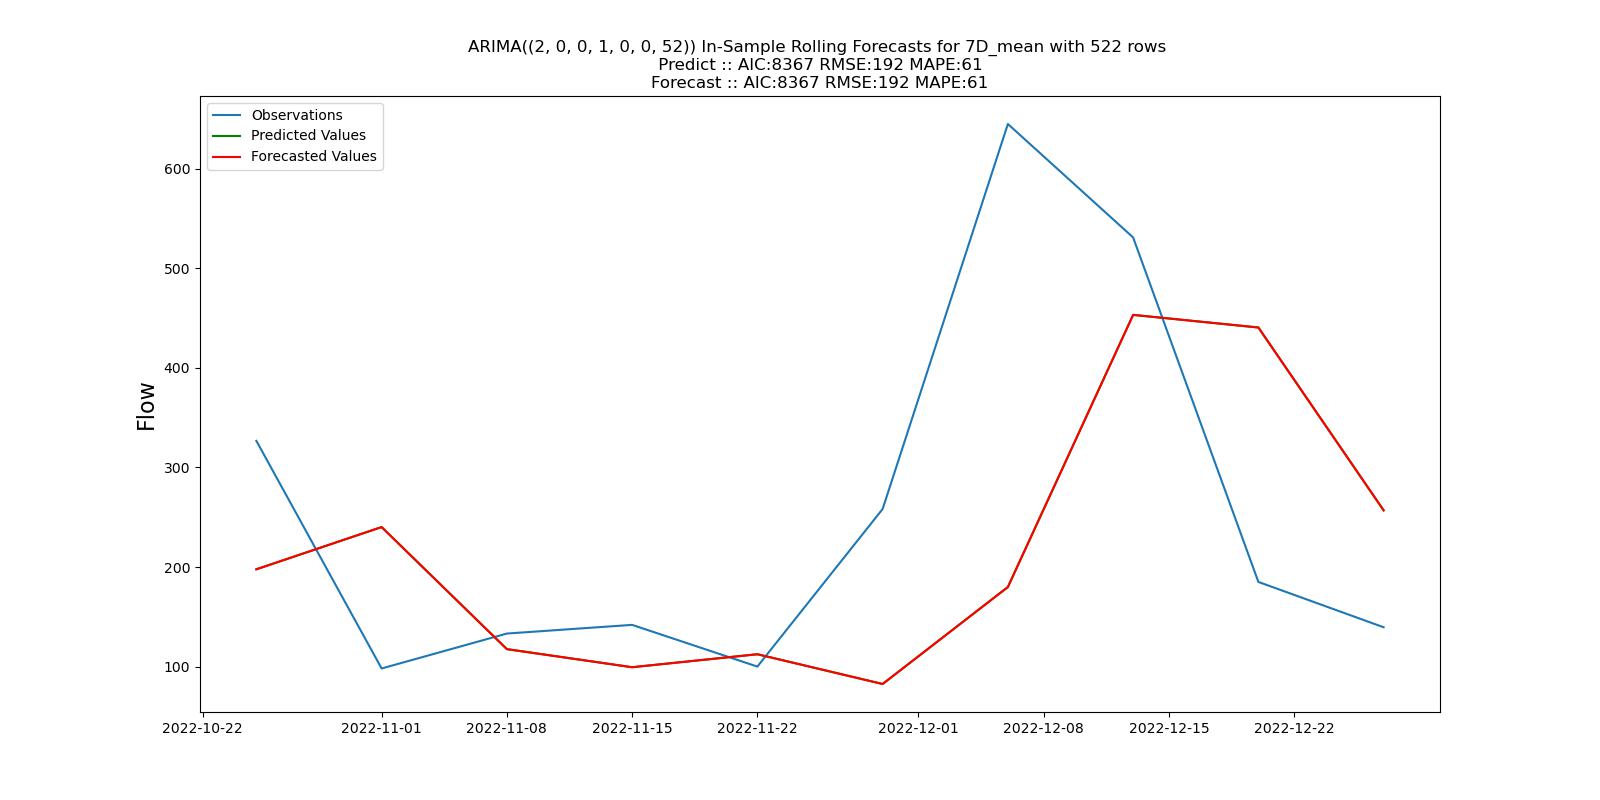 ARIMA((2, 0, 0, 1, 0, 0, 52)) In-Sample Rolling Forecasts for 7D_mean with 522 rows
Predict :: AIC:8367 RMSE:192 MAPE:61
Forecast :: AIC:8367 RMSE:192 MAPE:61
Observations
Predicted Values
Forecasted Values
600
500
400
300
200
100
Flow
2022-10-22
2022-11-01
2022-11-08
2022-11-15
2022-11-22
2022-12-01
2022-12-08
2022-12-15
2022-12-22